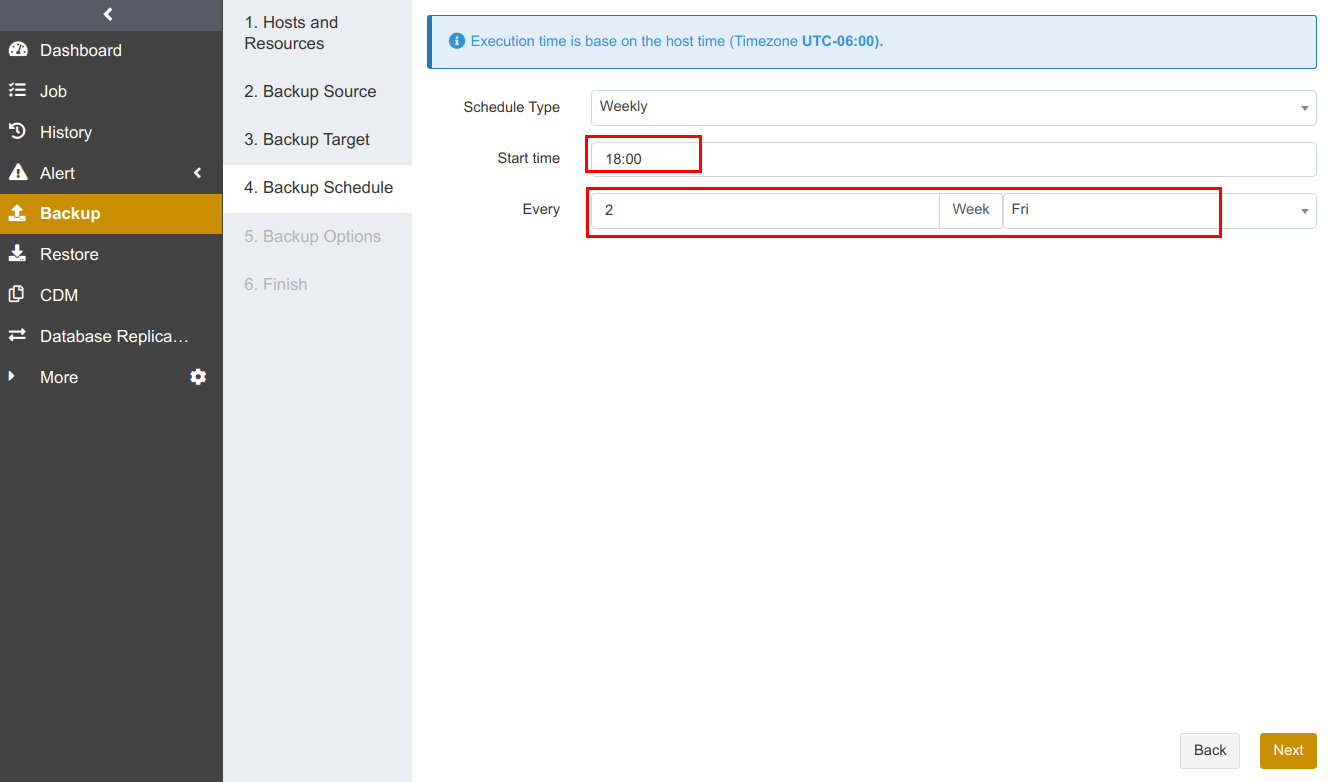 Dashboard
Job
History
Alert
Backup
Restore
CDM
Database Replica…
More
1. Hosts and
Resources
2. Backup Source
3. Backup Target
4. Backup Schedule
5. Backup Options
6. Finish
Execution time is base on the host time (Timezone UTC-06:00).
Schedule Type Weekly
Start time 18:00
Every 2 Week Fri
Back Next